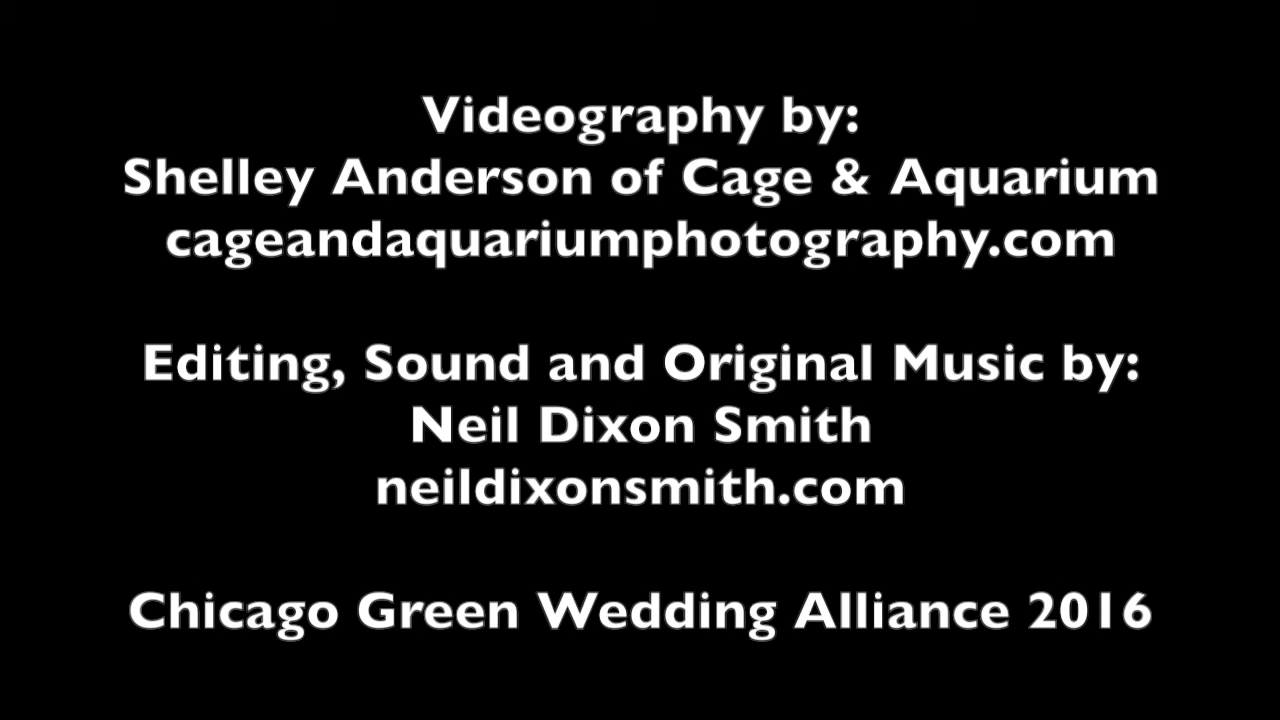 Videography by:
Shelley Anderson of Cage & Aquarium
cageandaquariumphotography.com
Editing, Sound and Original Music by:
Neil Dixon Smith
neildixonsmith.com
Chicago Green Wedding Alliance 2016